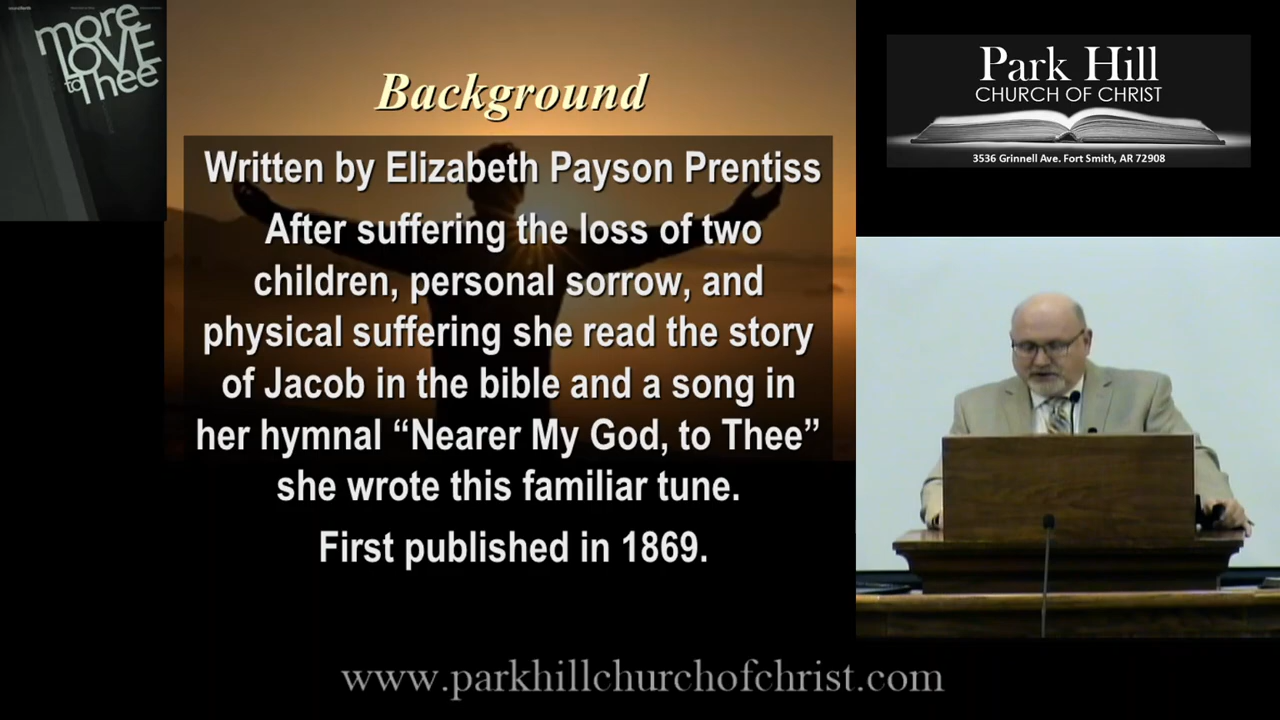 more
LOVE
to Thee
Background
Written by Elizabeth Payson Prentiss
After suffering the loss of two
children, personal sorrow, and
physical suffering she read the story
of Jacob in the bible and a song in
her hymnal “Nearer My God, to Thee”
she wrote this familiar tune.
First published in 1869.
Park Hill
CHURCH OF CHRIST
3536 Grinnell Ave. Fort Smith, AR 72908
www.parkhillchurchofchrist.com